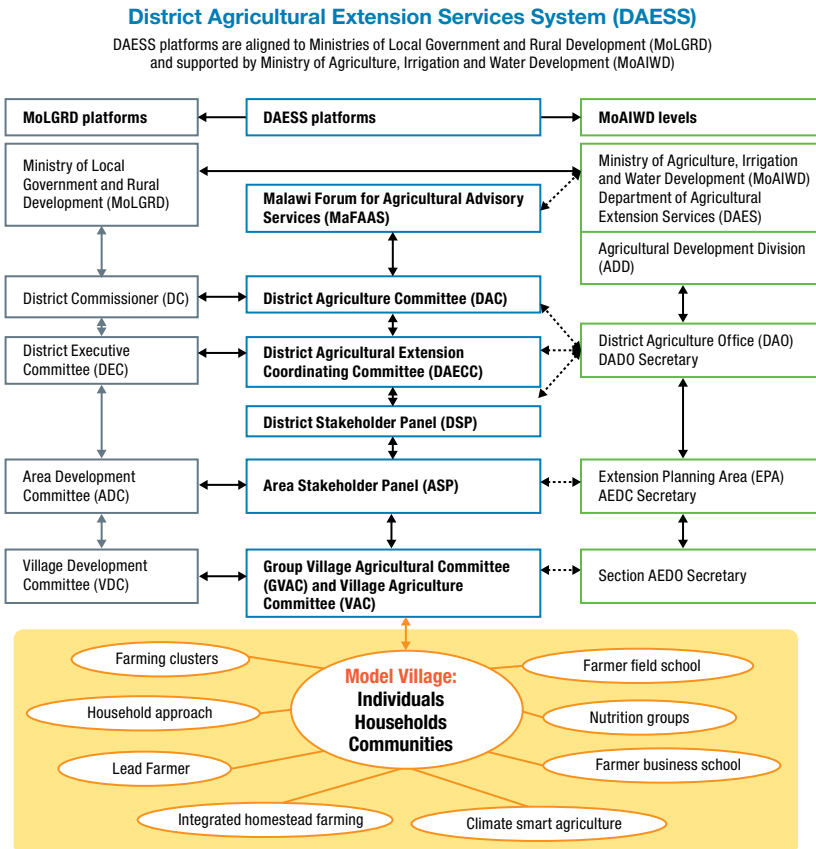 District Agricultural Extension Services System (DAESS)
DAESS platforms are aligned to Ministries of Local Government and Rural Development (MoLGRD)
and supported by Ministry of Agriculture, Irrigation and Water Development (MoAIWD)
MoLGRD platforms
DAESS platforms
MoAIWD levels
Ministry of Local
Government and Rural
Development (MoLGRD)
Malawi Forum for Agricultural Advisory
Services (MaFAAS)
Ministry of Agriculture, Irrigation
and Water Development (MoAIWD)
Department of Agricultural
Extension Services (DAES)
Agricultural Development Division
(ADD)
District Commissioner (DC)
District Agriculture Committee (DAC)
District Executive
Committee (DEC)
District Agricultural Extension
Coordinating Committee (DAECC)
District Agriculture Office (DAO)
DADO Secretary
District Stakeholder Panel (DSP)
Area Development
Committee (ADC)
Area Stakeholder Panel (ASP)
Extension Planning Area (EPA)
AEDC Secretary
Village Development
Committee (VDC)
Group Village Agricultural Committee
(GVAC) and Village Agriculture
Committee (VAC)
Section AEDO Secretary
Model Village:
Individuals
Households
Communities
Farming clusters
Household approach
Lead Farmer
Integrated homestead farming
Farmer field school
Nutrition groups
Farmer business school
Climate smart agriculture